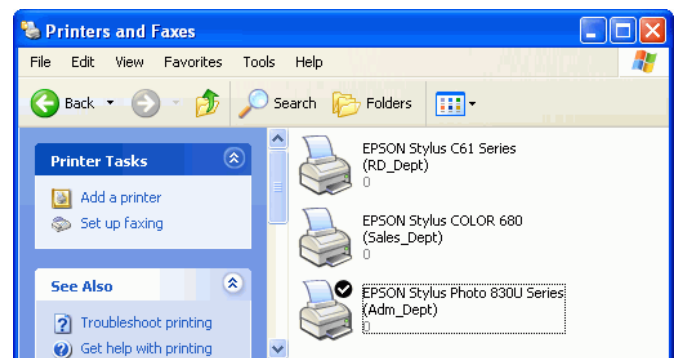 Printers and Faxes
File Edit View Favorites Tools Help
Back Search Folders
Printer Tasks
Add a printer
Set up faxing
See Also
Troubleshoot printing
Get help with printing
EPSON Stylus C61 Series
(RD_Dept)
0
EPSON Stylus COLOR 680
(Sales_Dept)
0
EPSON Stylus Photo 830U Series
(Adm_Dept)
0